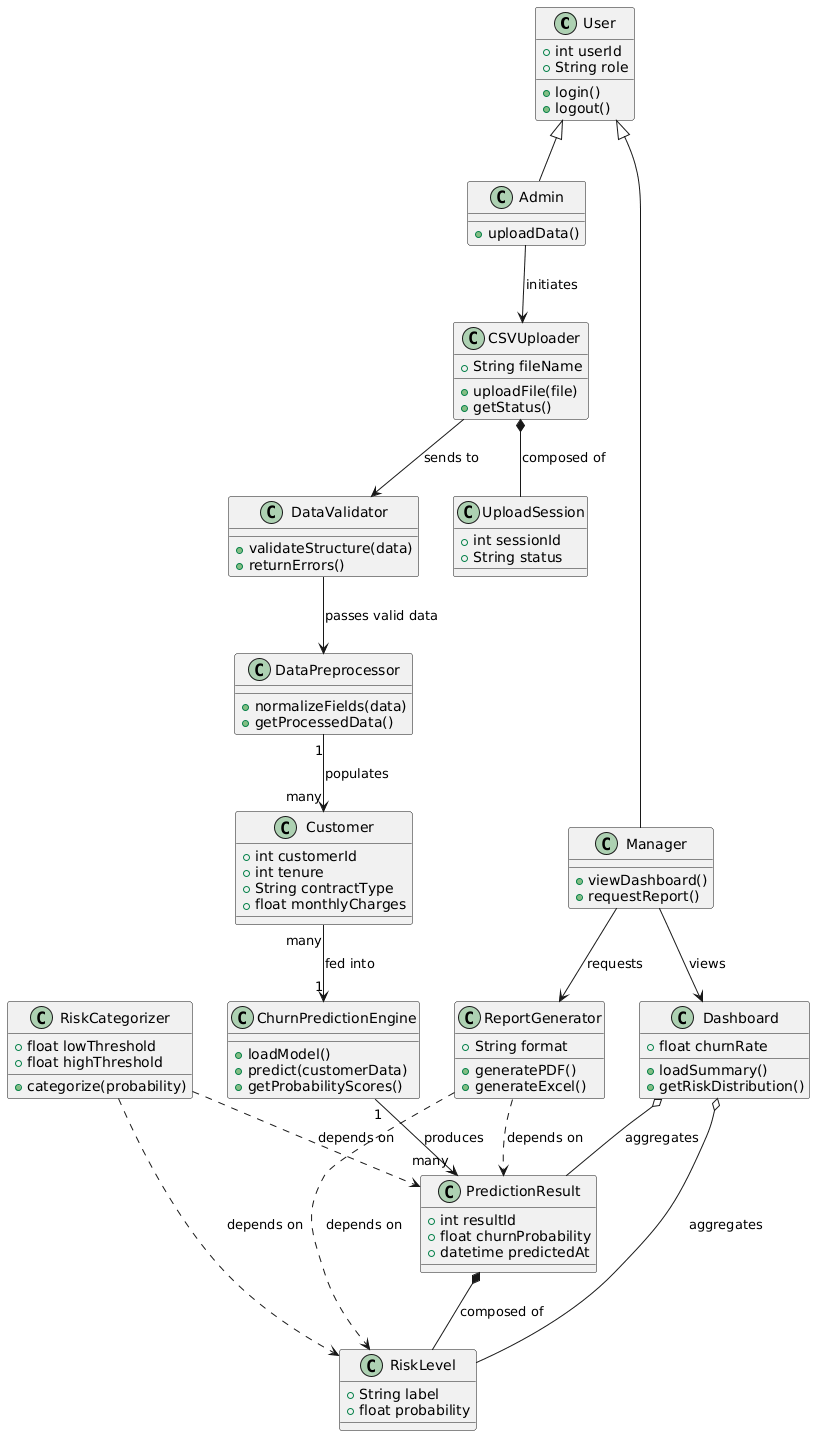 C User
int userId
String role
login()
logout()
C Admin
uploadData()
initiates
C CSVUploader
String fileName
uploadFile(file)
getStatus()
sends to
composed of
C DataValidator
validateStructure(data)
returnErrors()
C UploadSession
int sessionId
String status
passes valid data
C DataPreprocessor
normalizeFields(data)
getProcessedData()
1
populates
many
C Customer
int customerId
int tenure
String contractType
float monthlyCharges
C Manager
viewDashboard()
requestReport()
many
fed into
1
requests
views
C RiskCategorizer
float lowThreshold
float highThreshold
categorize(probability)
C ChurnPredictionEngine
loadModel()
predict(customerData)
getProbabilityScores()
C ReportGenerator
String format
generatePDF()
generateExcel()
C Dashboard
float churnRate
loadSummary()
getRiskDistribution()
1
depends on
produces
many
depends on
aggregates
C PredictionResult
int resultId
float churnProbability
datetime predictedAt
depends on
depends on
aggregates
composed of
C RiskLevel
String label
float probability